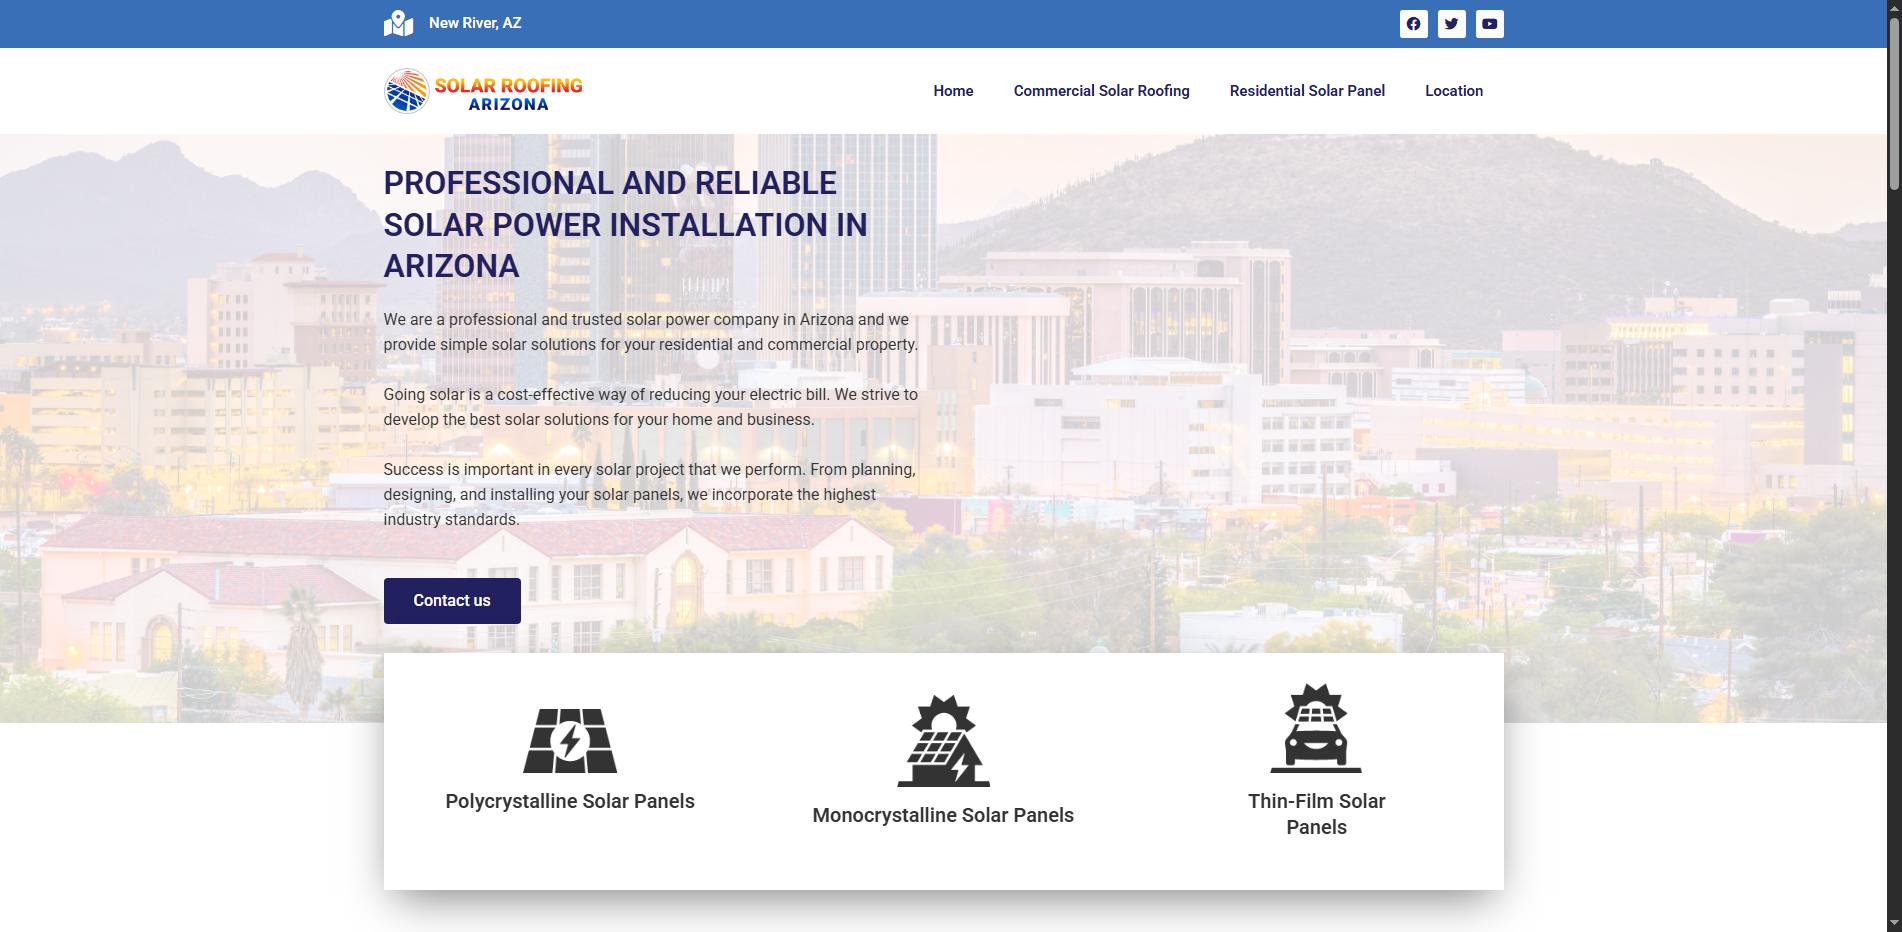 New River, AZ
SOLAR ROOFING
ARIZONA
Home
Commercial Solar Roofing
Residential Solar Panel
Location
PROFESSIONAL AND RELIABLE
SOLAR POWER INSTALLATION IN
ARIZONA
We are a professional and trusted solar power company in Arizona and we
provide simple solar solutions for your residential and commercial property.
Going solar is a cost-effective way of reducing your electric bill. We strive to
develop the best solar solutions for your home and business.
Success is important in every solar project that we perform. From planning,
designing, and installing your solar panels, we incorporate the highest
industry standards.
Contact us
Polycrystalline Solar Panels
Monocrystalline Solar Panels
Thin-Film Solar
Panels